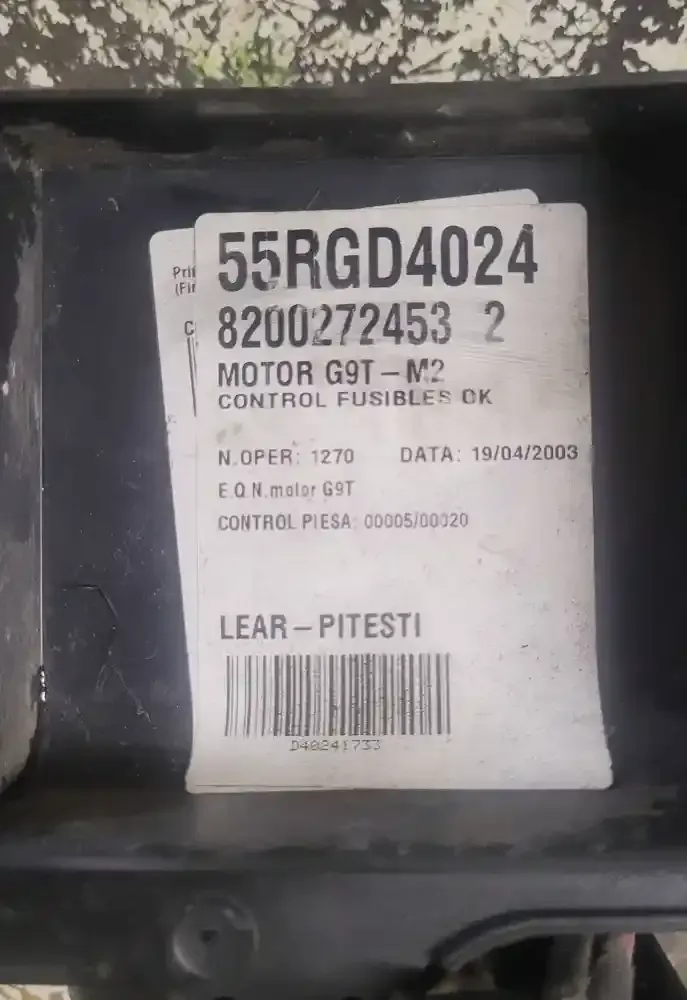 55RGD4024
8200272453 2
MOTOR G9T-M2
CONTROL FUSIBLES OK
N.OPER: 1270 DATA: 19/04/2003
E.Q.N.motor G9T
CONTROL PIESA: 00005/00020
LEAR-PITESTI
D40241733